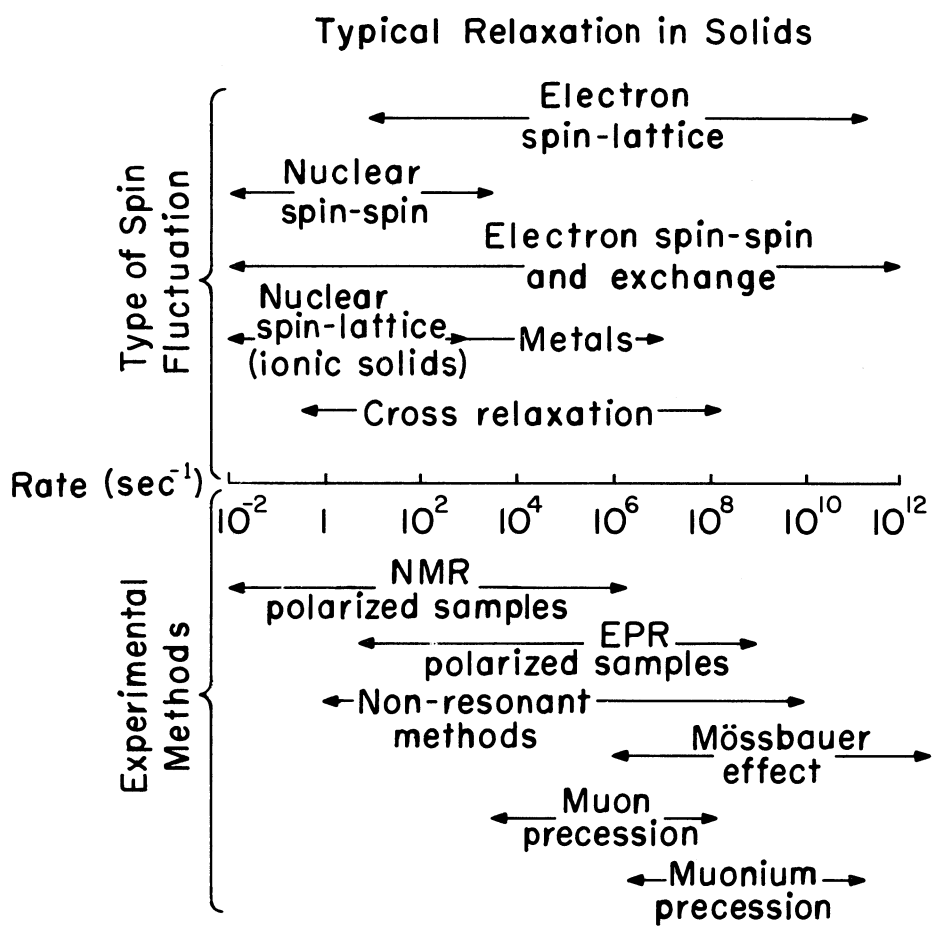 Typical Relaxation in Solids
Type of Spin
Fluctuation
Electron
spin-lattice
Nuclear
spin-spin
Electron spin-spin
and exchange
Nuclear
spin-lattice
(ionic solids)
Metals
Cross relaxation
Rate (sec⁻¹)
10⁻² 1 10² 10⁴ 10⁶ 10⁸ 10¹⁰ 10¹²
Experimental
Methods
NMR
polarized samples
EPR
polarized samples
Non-resonant
methods
Mössbauer
effect
Muon
precession
Muonium
precession